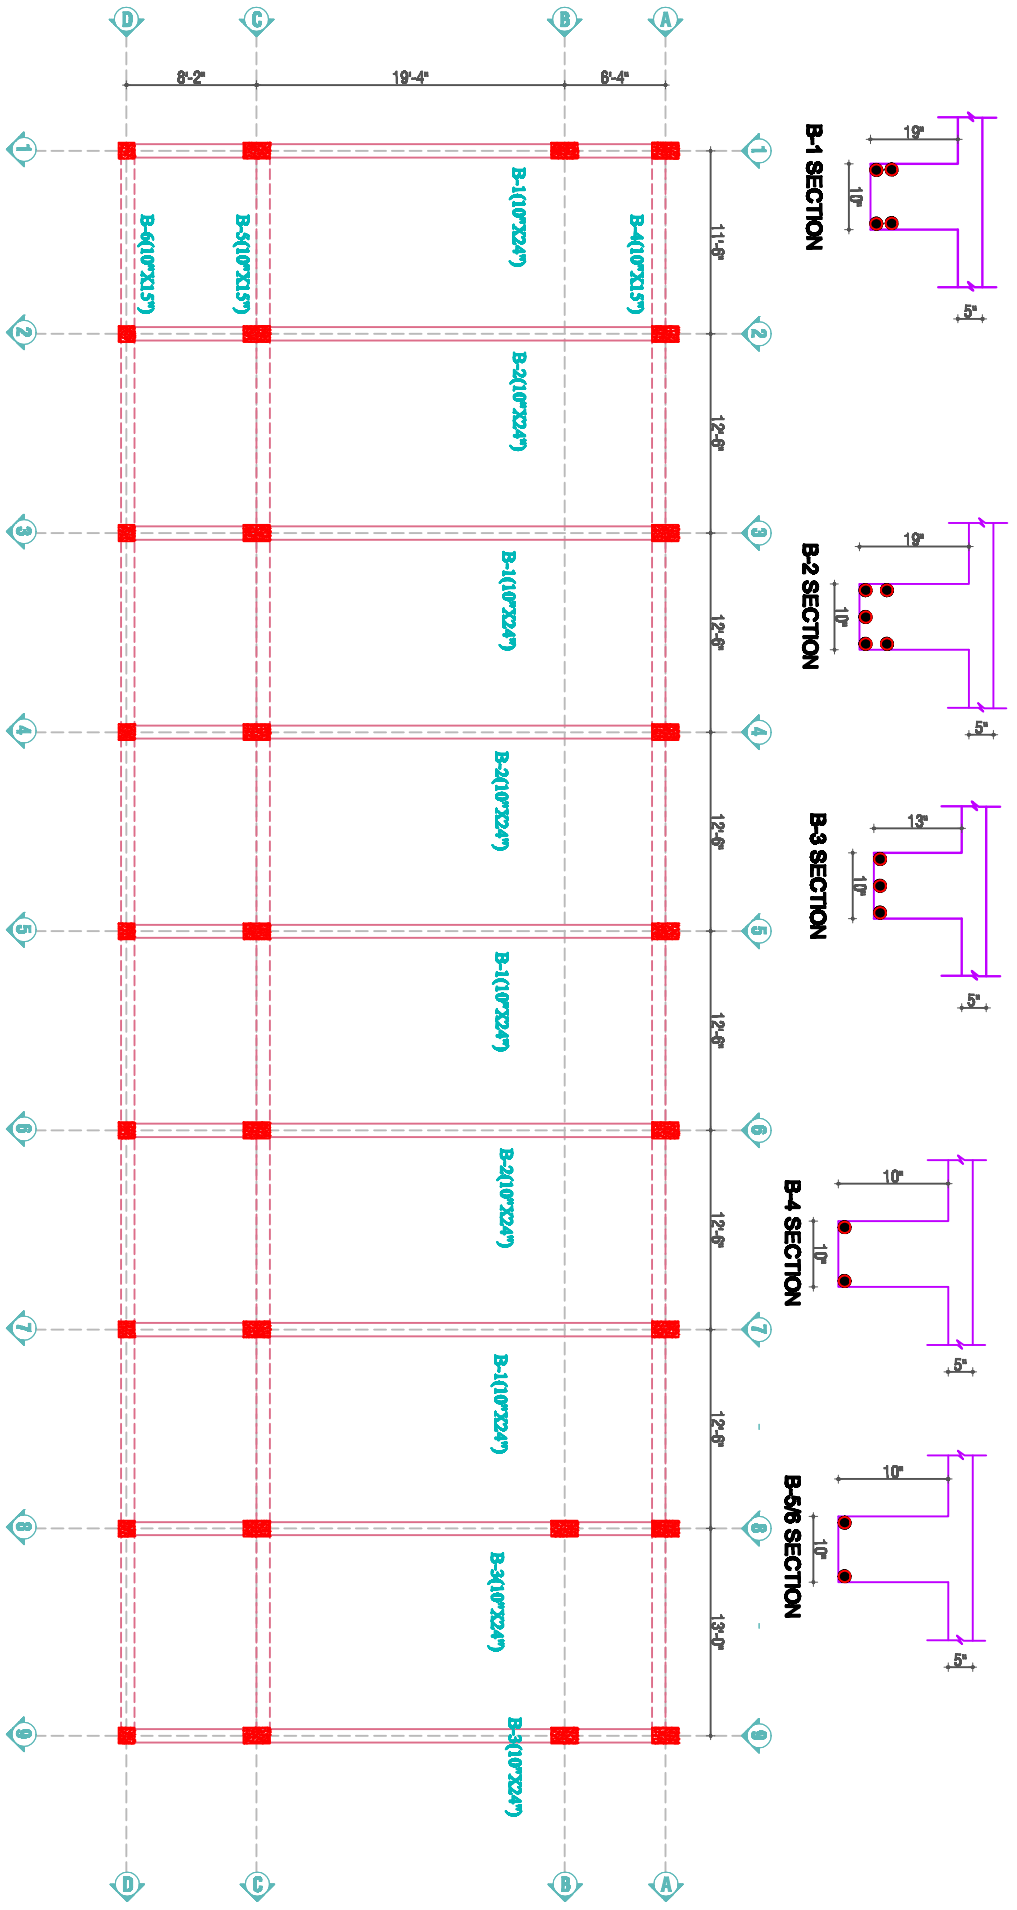 5"
19"
10"
B-1 SECTION
5"
19"
10"
B-2 SECTION
5"
13"
10"
B-3 SECTION
5"
10"
10"
B-4 SECTION
5"
10"
10"
B-5/6 SECTION
1
2
3
4
5
6
7
8
9
11'-6"
12'-6"
12'-6"
12'-6"
12'-6"
12'-6"
12'-6"
13'-0"
A
A
6'-4"
B-4(10"X15")
B
B
19'-4"
B-1(10"X24")
B-2(10"X24")
B-1(10"X24")
B-2(10"X24")
B-1(10"X24")
B-2(10"X24")
B-1(10"X24")
B-3(10"X24")
B-3(10"X24")
C
C
B-5(10"X15")
8'-2"
B-6(10"X15")
D
D
1
2
3
4
5
6
7
8
9